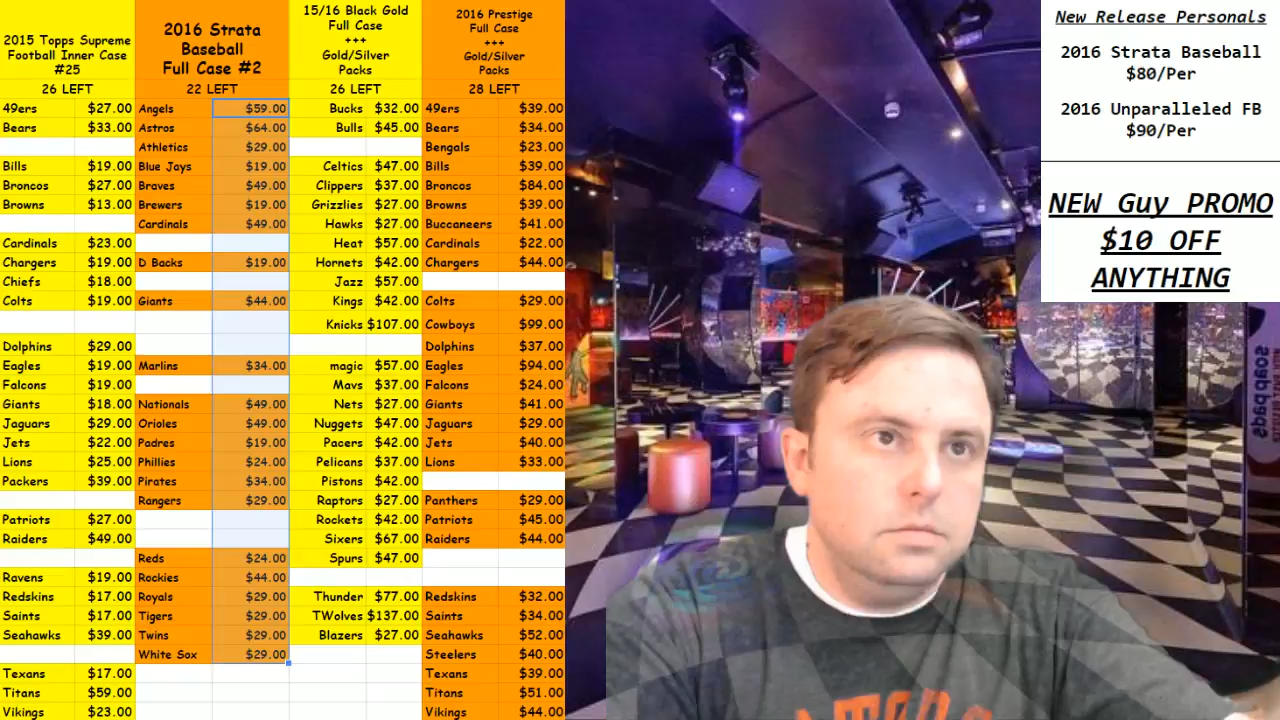 2015 Topps Supreme
Football Inner Case
#25
26 LEFT
49ers $27.00
Bears $33.00
Bills $19.00
Broncos $27.00
Browns $13.00
Cardinals $23.00
Chargers $19.00
Chiefs $18.00
Colts $19.00
Dolphins $29.00
Eagles $19.00
Falcons $19.00
Giants $18.00
Jaguars $29.00
Jets $22.00
Lions $25.00
Packers $39.00
Patriots $27.00
Raiders $49.00
Ravens $19.00
Redskins $17.00
Saints $17.00
Seahawks $39.00
Texans $17.00
Titans $59.00
Vikings $23.00
2016 Strata
Baseball
Full Case #2
22 LEFT
Angels $59.00
Astros $64.00
Athletics $29.00
Blue Jays $19.00
Braves $49.00
Brewers $19.00
Cardinals $49.00
D Backs $19.00
Giants $44.00
Marlins $34.00
Nationals $49.00
Orioles $49.00
Padres $19.00
Phillies $24.00
Pirates $34.00
Rangers $29.00
Reds $24.00
Rockies $44.00
Royals $29.00
Tigers $29.00
Twins $29.00
White Sox $29.00
15/16 Black Gold
Full Case
+++
Gold/Silver
Packs
26 LEFT
Bucks $32.00
Bulls $45.00
Celtics $47.00
Clippers $37.00
Grizzlies $27.00
Hawks $27.00
Heat $57.00
Hornets $42.00
Jazz $57.00
Kings $42.00
Knicks $107.00
magic $57.00
Mavs $37.00
Nets $27.00
Nuggets $47.00
Pacers $42.00
Pelicans $37.00
Pistons $42.00
Raptors $27.00
Rockets $42.00
Sixers $67.00
Spurs $47.00
Thunder $77.00
TWolves $137.00
Blazers $27.00
2016 Prestige
Full Case
+++
Gold/Silver
Packs
28 LEFT
49ers $39.00
Bears $34.00
Bengals $23.00
Bills $39.00
Broncos $84.00
Browns $39.00
Buccaneers $41.00
Cardinals $22.00
Chargers $44.00
Colts $29.00
Cowboys $99.00
Dolphins $37.00
Eagles $94.00
Falcons $24.00
Giants $41.00
Jaguars $29.00
Jets $40.00
Lions $33.00
Panthers $29.00
Patriots $45.00
Raiders $44.00
Redskins $32.00
Saints $34.00
Seahawks $52.00
Steelers $40.00
Texans $39.00
Titans $51.00
Vikings $44.00
New Release Personals
2016 Strata Baseball
$80/Per
2016 Unparalleled FB
$90/Per
NEW Guy PROMO
$10 OFF
ANYTHING